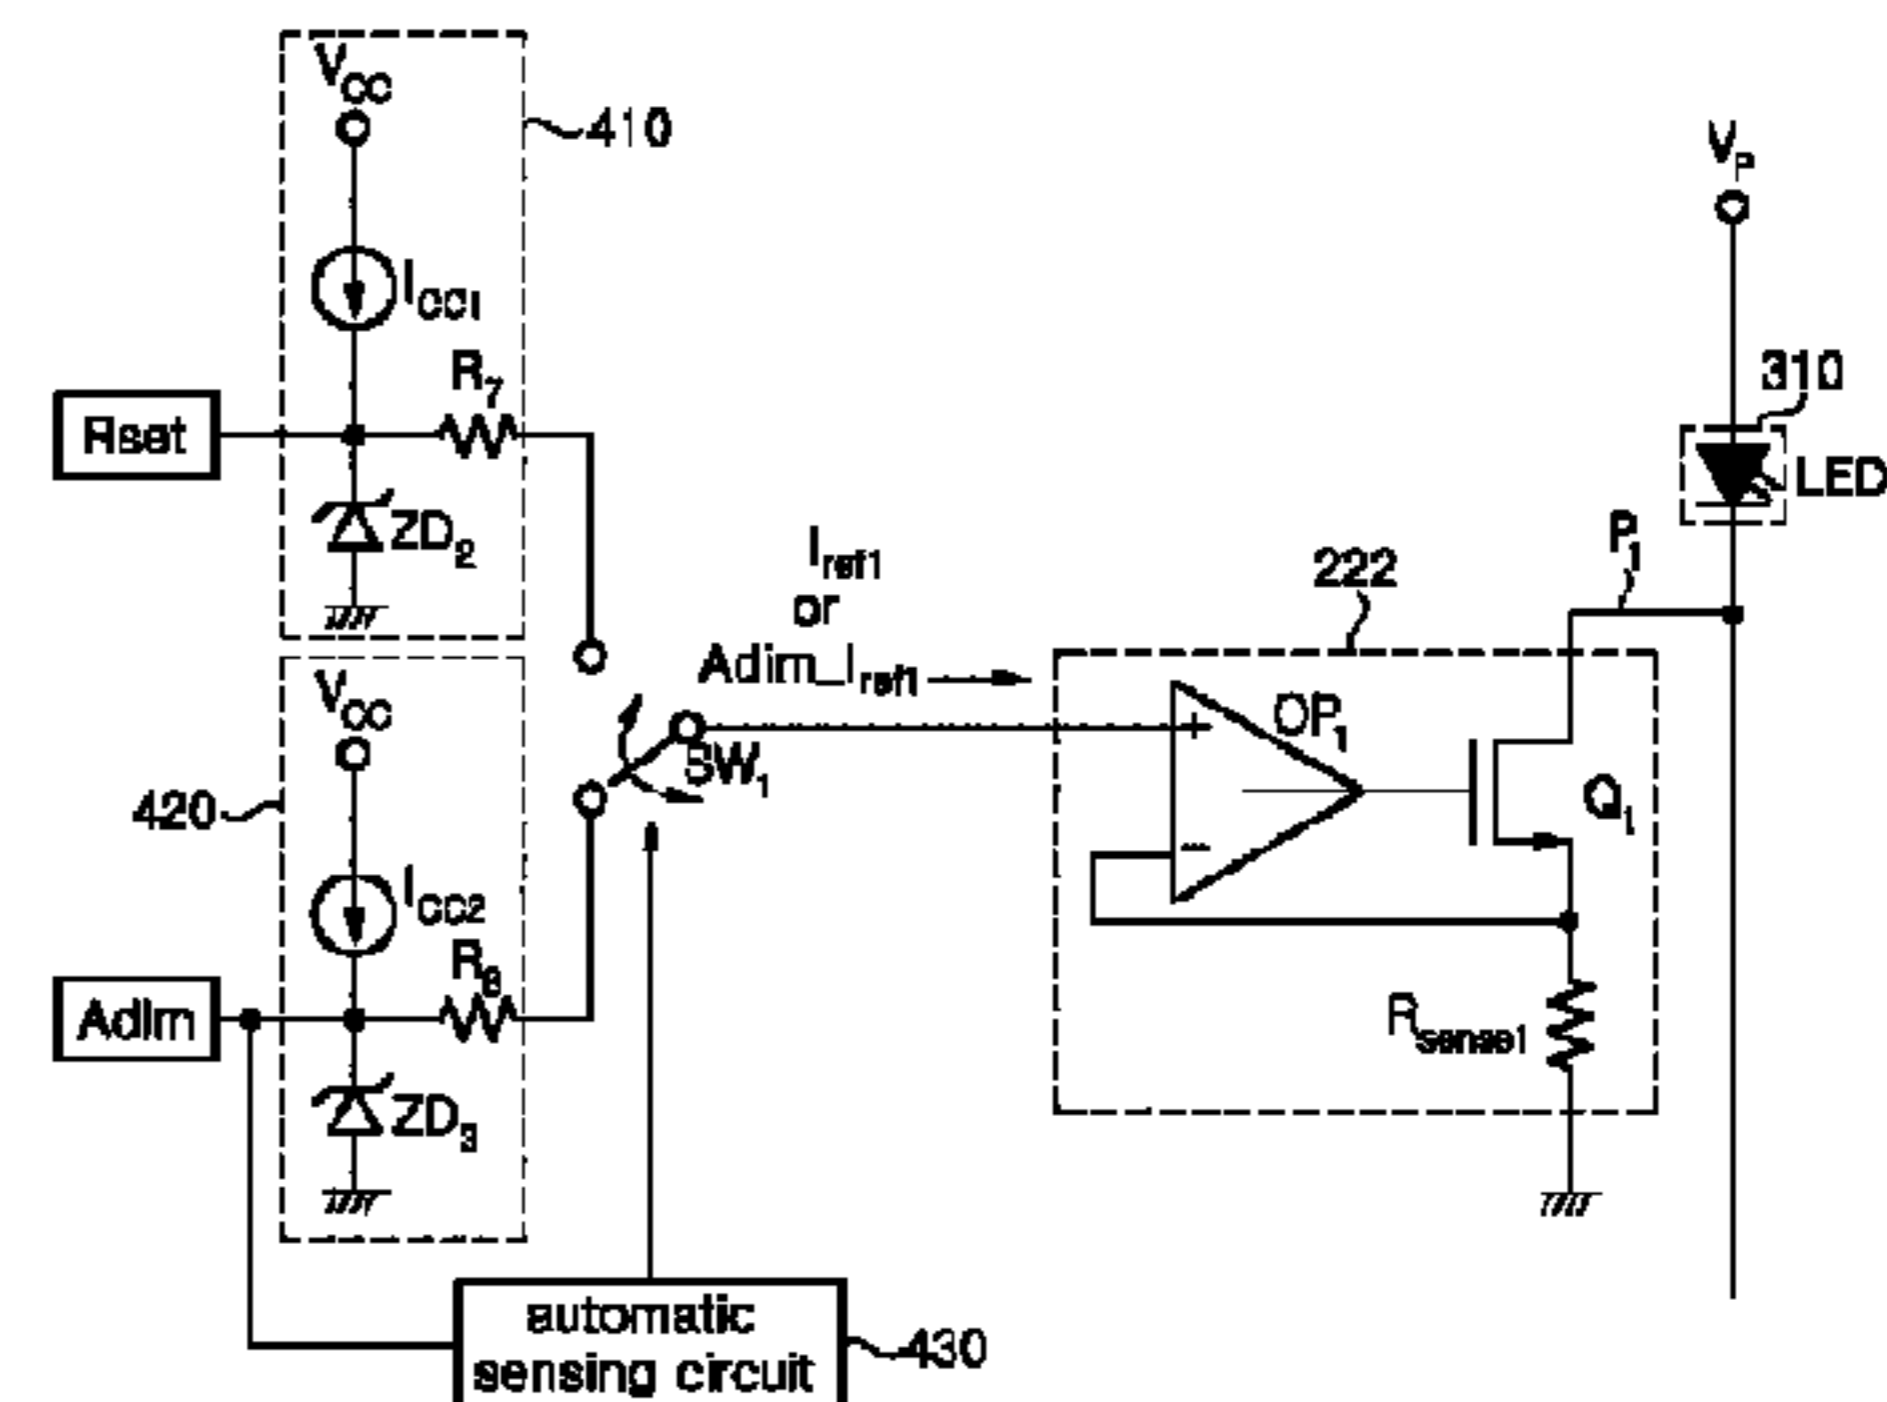 VCC
410
ICC1
R7
Rset
ZD2
VP
310
LED
P1
Iref1
or
Adim_Iref1
222
OP1
+
−
Q1
Rsense1
SW1
VCC
420
ICC2
R8
Adim
ZD3
automatic
sensing circuit
430